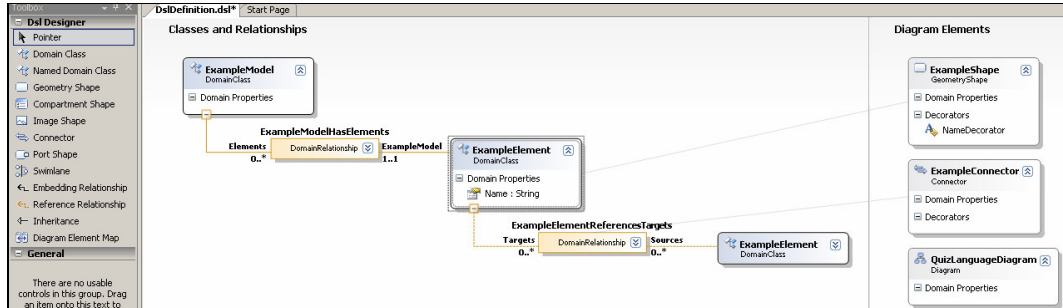 Toolbox
Dsl Designer
Pointer
Domain Class
Named Domain Class
Geometry Shape
Compartment Shape
Image Shape
Connector
Port Shape
Swimlane
Embedding Relationship
Reference Relationship
Inheritance
Diagram Element Map
General
There are no usable
controls in this group. Drag
an item onto this text to
DslDefinition.dsl* Start Page
Classes and Relationships
ExampleModel
DomainClass
Domain Properties
ExampleModelHasElements
Elements DomainRelationship ExampleModel
0..* 1..1
ExampleElement
DomainClass
Domain Properties
Name : String
ExampleElementReferencesTargets
Targets DomainRelationship Sources
0..* 0..*
ExampleElement
DomainClass
Diagram Elements
ExampleShape
GeometryShape
Domain Properties
Decorators
NameDecorator
ExampleConnector
Connector
Domain Properties
Decorators
QuizLanguageDiagram
Diagram
Domain Properties